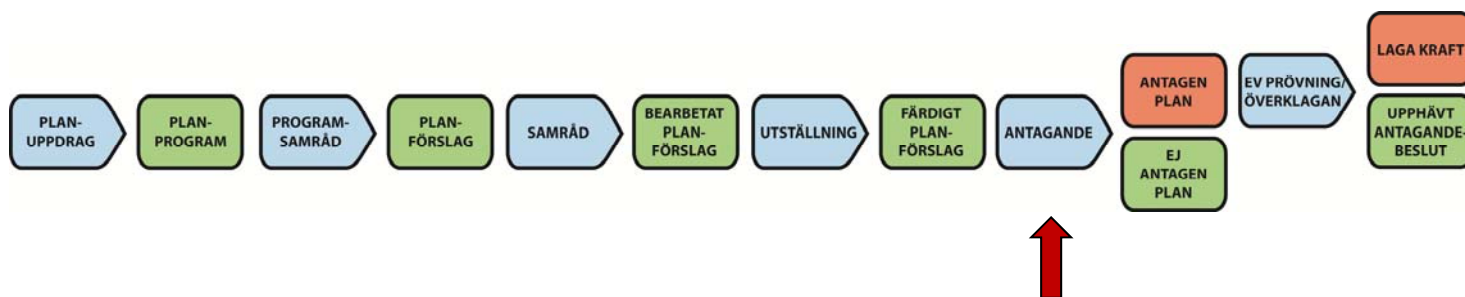 PLAN-
UPPDRAG
PLAN-
PROGRAM
PROGRAM-
SAMRÅD
PLAN-
FÖRSLAG
SAMRÅD
BEARBETAT
PLAN-
FÖRSLAG
UTSTÄLLNING
FÄRDIGT
PLAN-
FÖRSLAG
ANTAGANDE
ANTAGEN
PLAN
EJ
ANTAGEN
PLAN
EV PRÖVNING/
ÖVERKLAGAN
LAGA KRAFT
UPPHÄVT
ANTAGANDE-
BESLUT